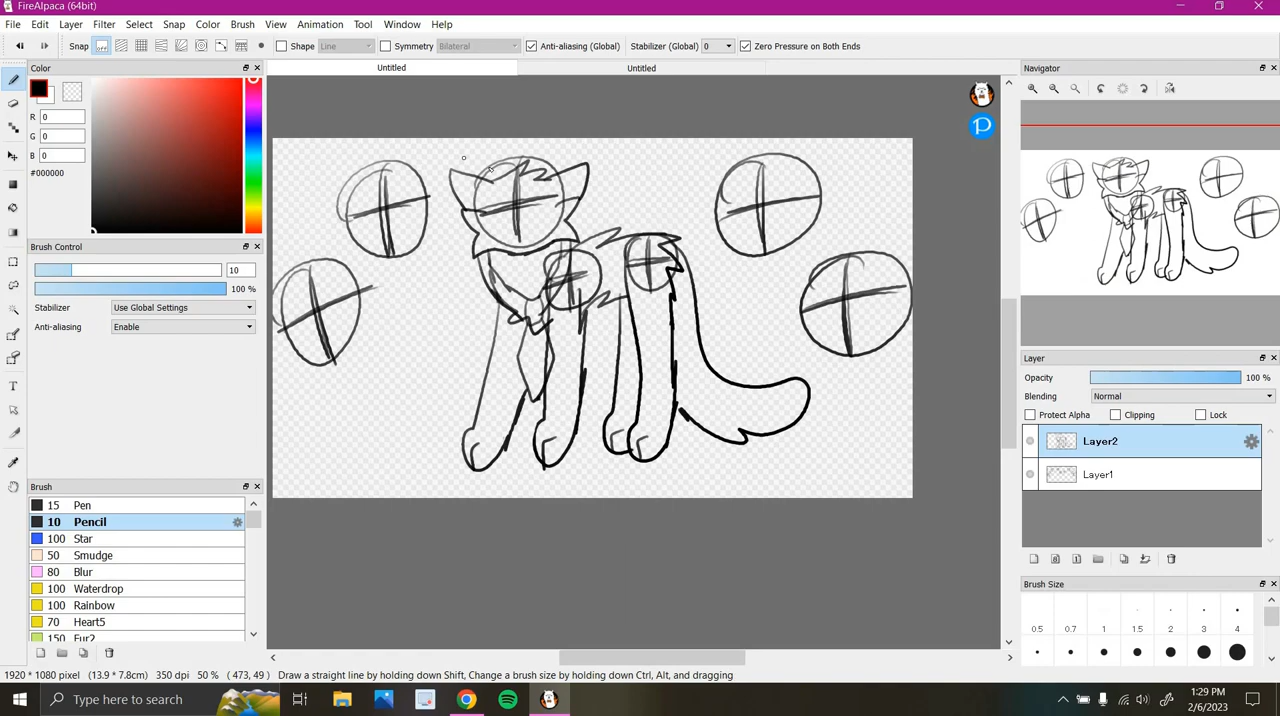 FireAlpaca (64bit)
File Edit Layer Filter Select Snap Color Brush View Animation Tool Window Help
Snap Shape Line Symmetry Bilateral Anti-aliasing (Global) Stabilizer (Global) 0 Zero Pressure on Both Ends
Color
Untitled Untitled
Navigator
R 0
G 0
B 0
#000000
Brush Control
10
100 %
Stabilizer Use Global Settings
Anti-aliasing Enable
Layer
Opacity 100 %
Blending Normal
Protect Alpha Clipping Lock
Layer2
Layer1
Brush
15 Pen
10 Pencil
100 Star
50 Smudge
80 Blur
100 Waterdrop
100 Rainbow
70 Heart5
150 Fur2
Brush Size
0.5 0.7 1 1.5 2 3 4
1920 * 1080 pixel (13.9 * 7.8cm) 350 dpi 50 % (473, 49) Draw a straight line by holding down Shift, Change a brush size by holding down Ctrl, Alt, and dragging
Type here to search
1:29 PM
2/6/2023